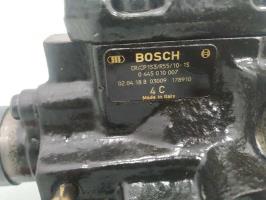 BOSCH
CR/CP1S3/R55/10-1S
0 445 010 007
02 04 18 8 03009 178910
4 C
Made in Italy